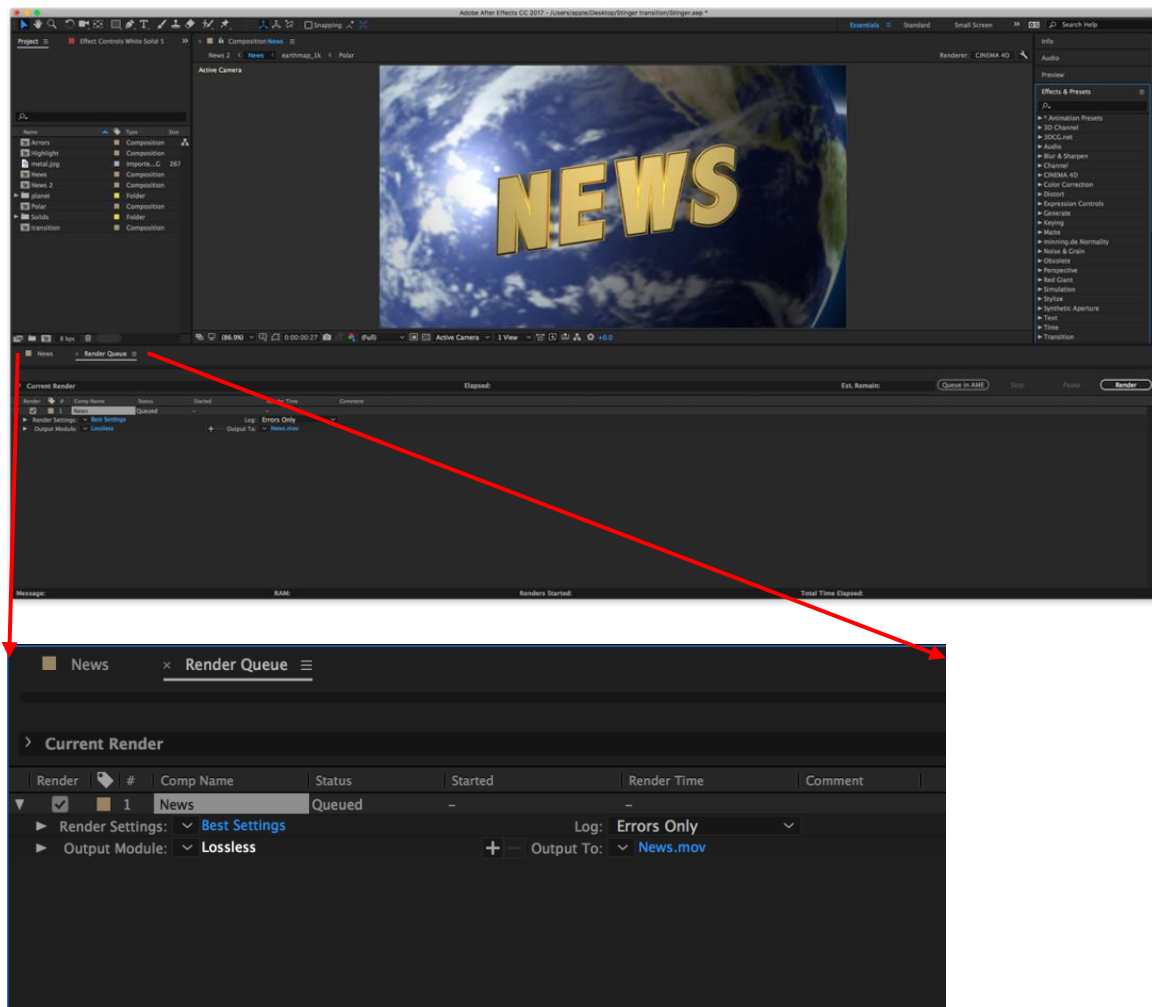 Adobe After Effects CC 2017 - /Users/apple/Desktop/Stinger transition/Stinger.aep *
Snapping
Essentials Standard Small Screen Search Help
Project Effect Controls White Solid 5 Composition News Info
News 2 News earthmap_1k Polar Renderer: CINEMA 4D Audio
Active Camera Preview
Effects & Presets
* Animation Presets
Name Type Size 3D Channel
Arrors Composition 3DCG.net
Highlight Composition Audio
metal.jpg Importe...G 267 Blur & Sharpen
News Composition Channel
News 2 Composition CINEMA 4D
planet Folder Color Correction
Polar Composition Distort
Solids Folder Expression Controls
transition Composition Generate
NEWS
Keying
Matte
minning.de Normality
Noise & Grain
Obsolete
Perspective
Red Giant
Simulation
Stylize
Synthetic Aperture
Text
Time
8 bpc (86.9%) 0:00:00:27 (Full) Active Camera 1 View +0.0 Transition
News × Render Queue
Current Render Elapsed: Est. Remain: Queue in AME Stop Pause Render
Render # Comp Name Status Started Render Time Comment
1 News Queued – –
Render Settings: Best Settings Log: Errors Only
Output Module: Lossless + – Output To: News.mov
Message: RAM: Renders Started: Total Time Elapsed:
News × Render Queue
Current Render
Render # Comp Name Status Started Render Time Comment
1 News Queued – –
Render Settings: Best Settings Log: Errors Only
Output Module: Lossless + – Output To: News.mov